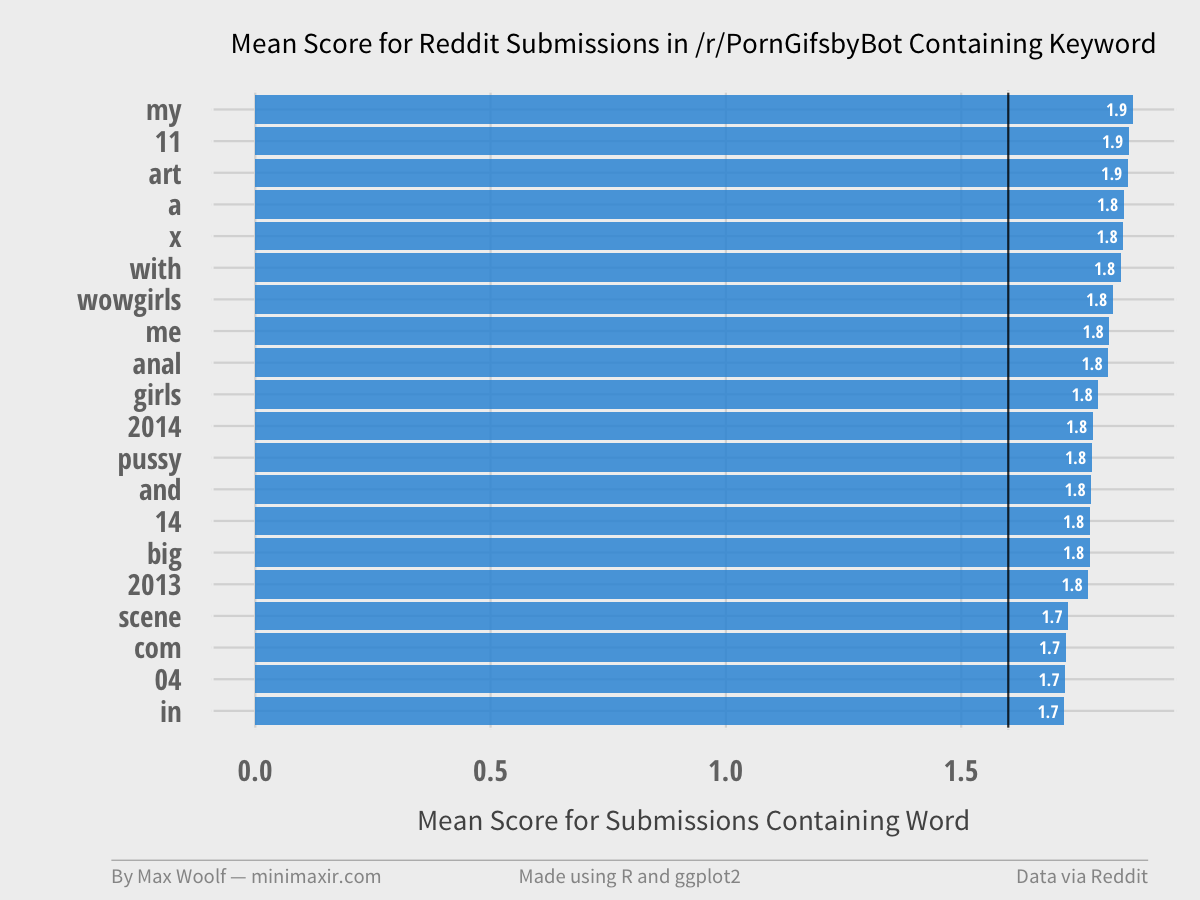 Mean Score for Reddit Submissions in /r/PornGifsbyBot Containing Keyword
my 1.9
11 1.9
art 1.9
a 1.8
x 1.8
with 1.8
wowgirls 1.8
me 1.8
anal 1.8
girls 1.8
2014 1.8
pussy 1.8
and 1.8
14 1.8
big 1.8
2013 1.8
scene 1.7
com 1.7
04 1.7
in 1.7
0.0 0.5 1.0 1.5
Mean Score for Submissions Containing Word
By Max Woolf — minimaxir.com Made using R and ggplot2 Data via Reddit